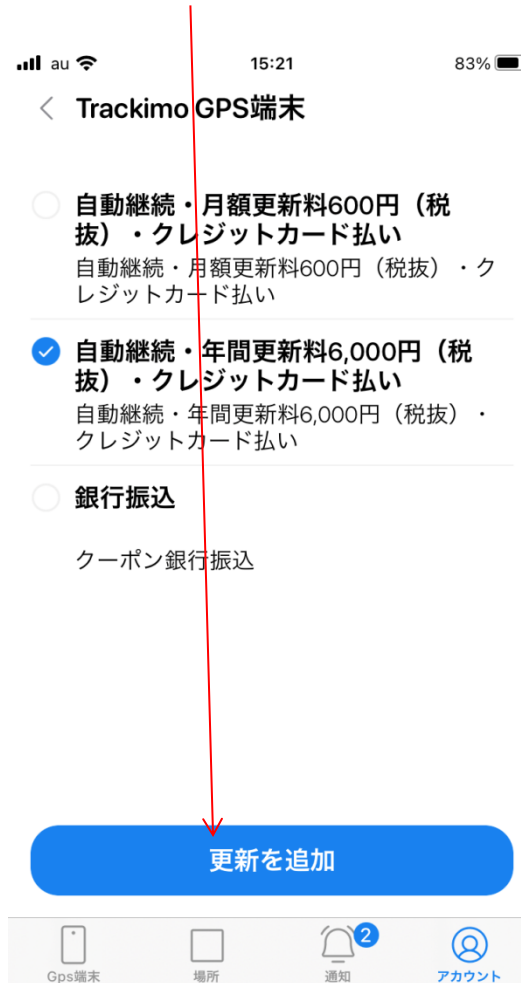 au 15:21 83%
Trackimo GPS端末
自動継続・月額更新料600円（税
抜）・クレジットカード払い
自動継続・月額更新料600円（税抜）・ク
レジットカード払い
自動継続・年間更新料6,000円（税
抜）・クレジットカード払い
自動継続・年間更新料6,000円（税抜）・
クレジットカード払い
銀行振込
クーポン銀行振込
更新を追加
2
Gps端末 場所 通知 アカウント